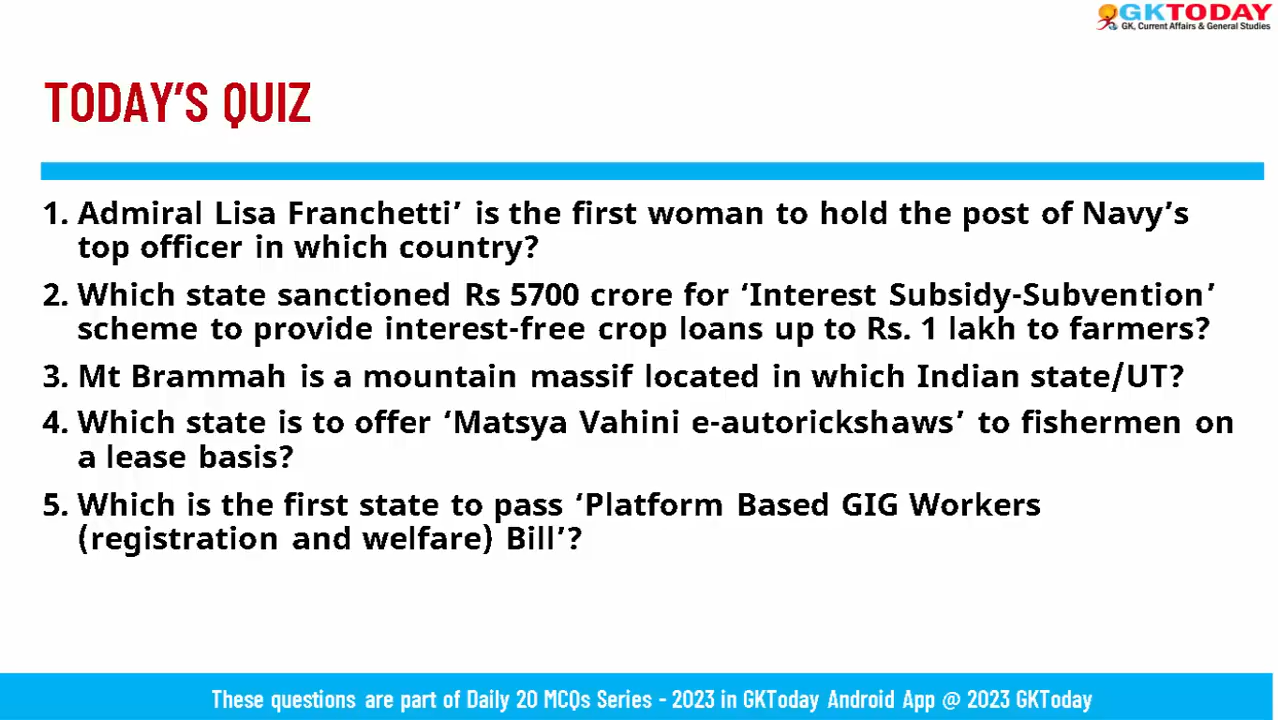 GKTODAY
GK, Current Affairs & General Studies
TODAY’S QUIZ
1. Admiral Lisa Franchetti’ is the first woman to hold the post of Navy’s
top officer in which country?
2. Which state sanctioned Rs 5700 crore for ‘Interest Subsidy-Subvention’
scheme to provide interest-free crop loans up to Rs. 1 lakh to farmers?
3. Mt Brammah is a mountain massif located in which Indian state/UT?
4. Which state is to offer ‘Matsya Vahini e-autorickshaws’ to fishermen on
a lease basis?
5. Which is the first state to pass ‘Platform Based GIG Workers
(registration and welfare) Bill’?
These questions are part of Daily 20 MCQs Series - 2023 in GKToday Android App @ 2023 GKToday